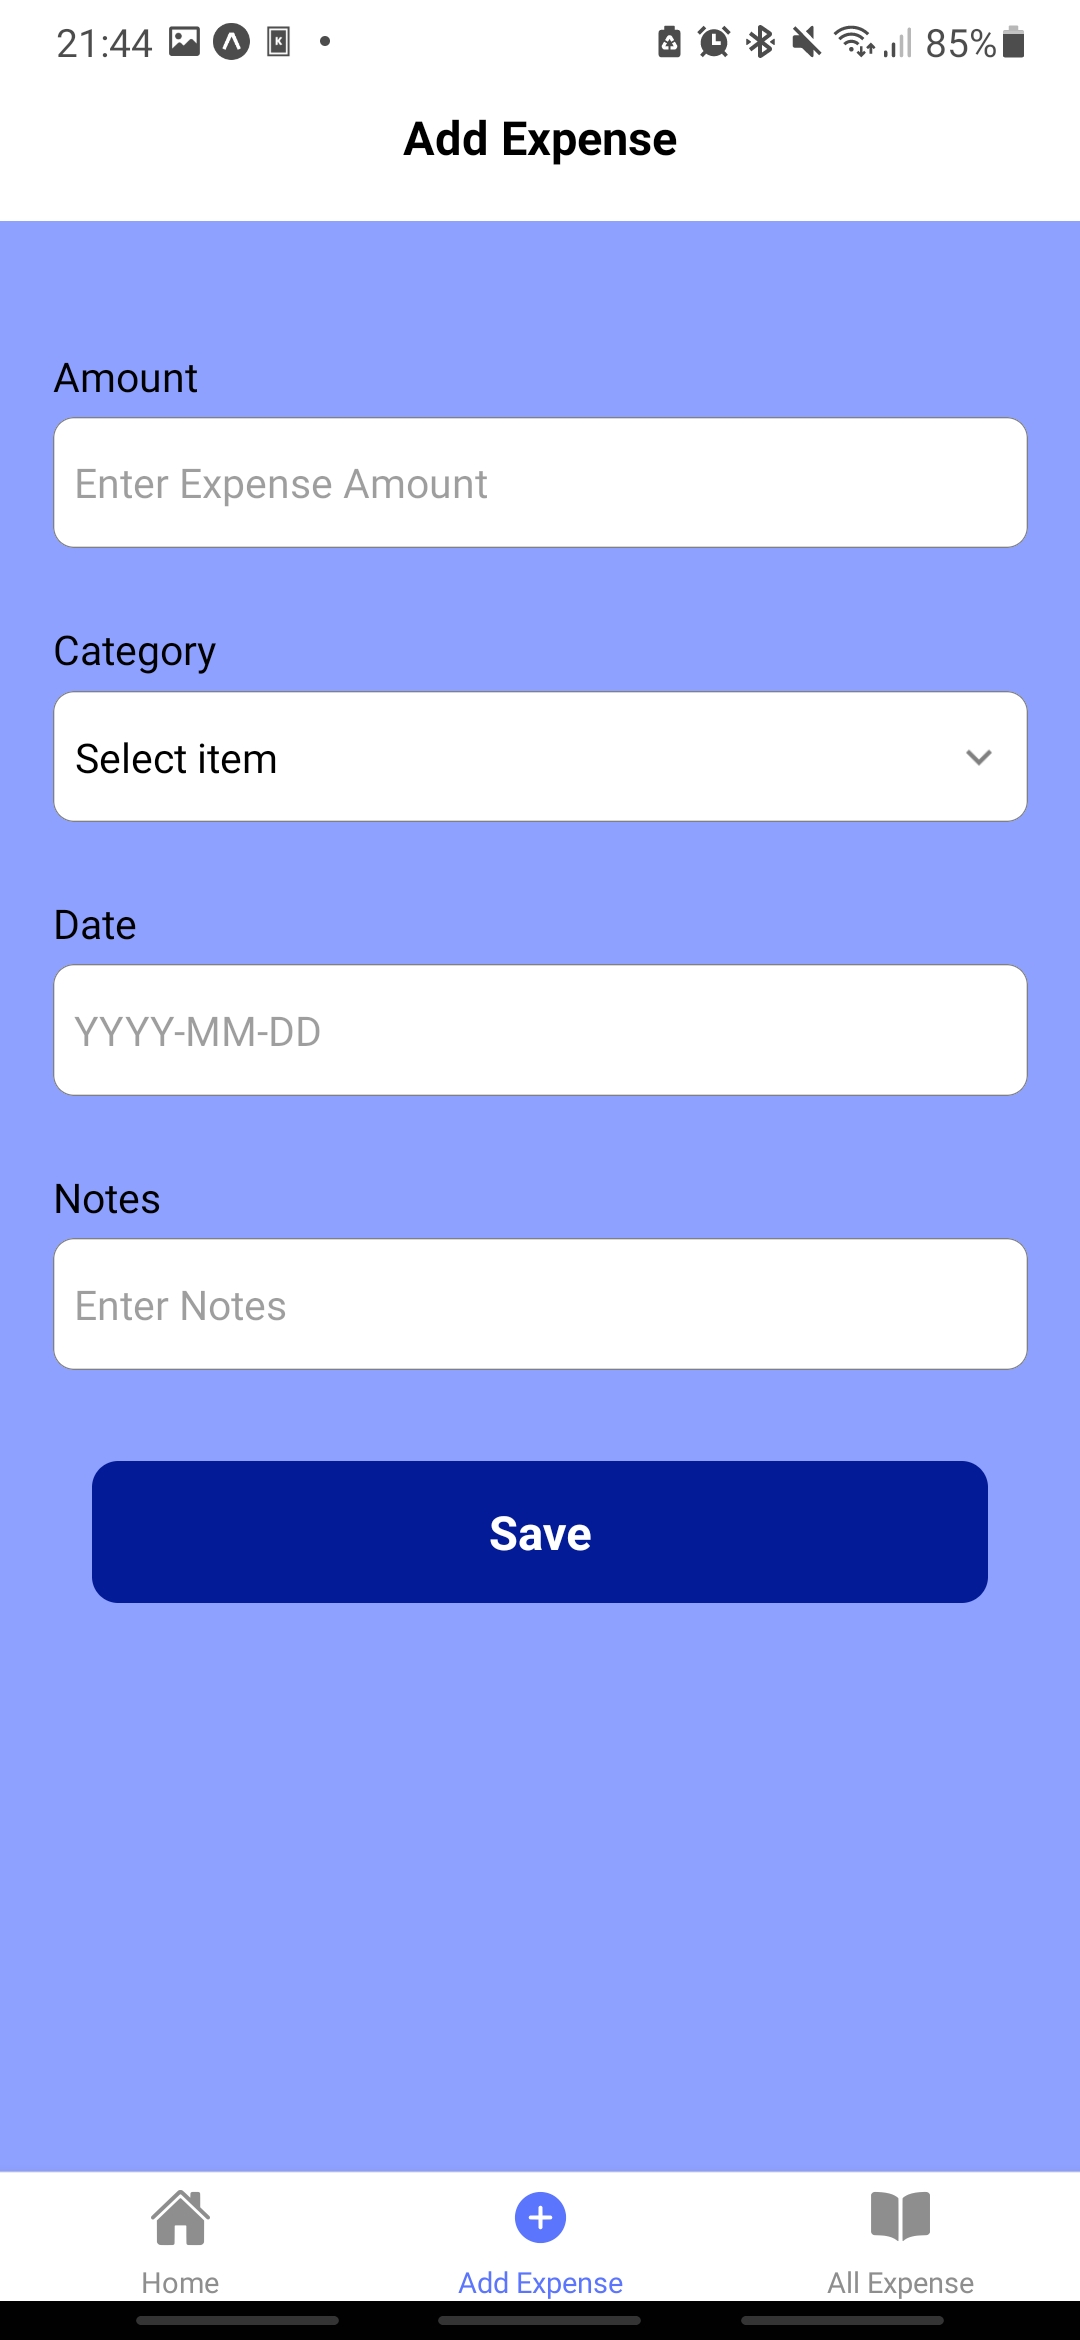 21:44 K 85%
Add Expense
Amount
Enter Expense Amount
Category
Select item
Date
YYYY-MM-DD
Notes
Enter Notes
Save
Home Add Expense All Expense